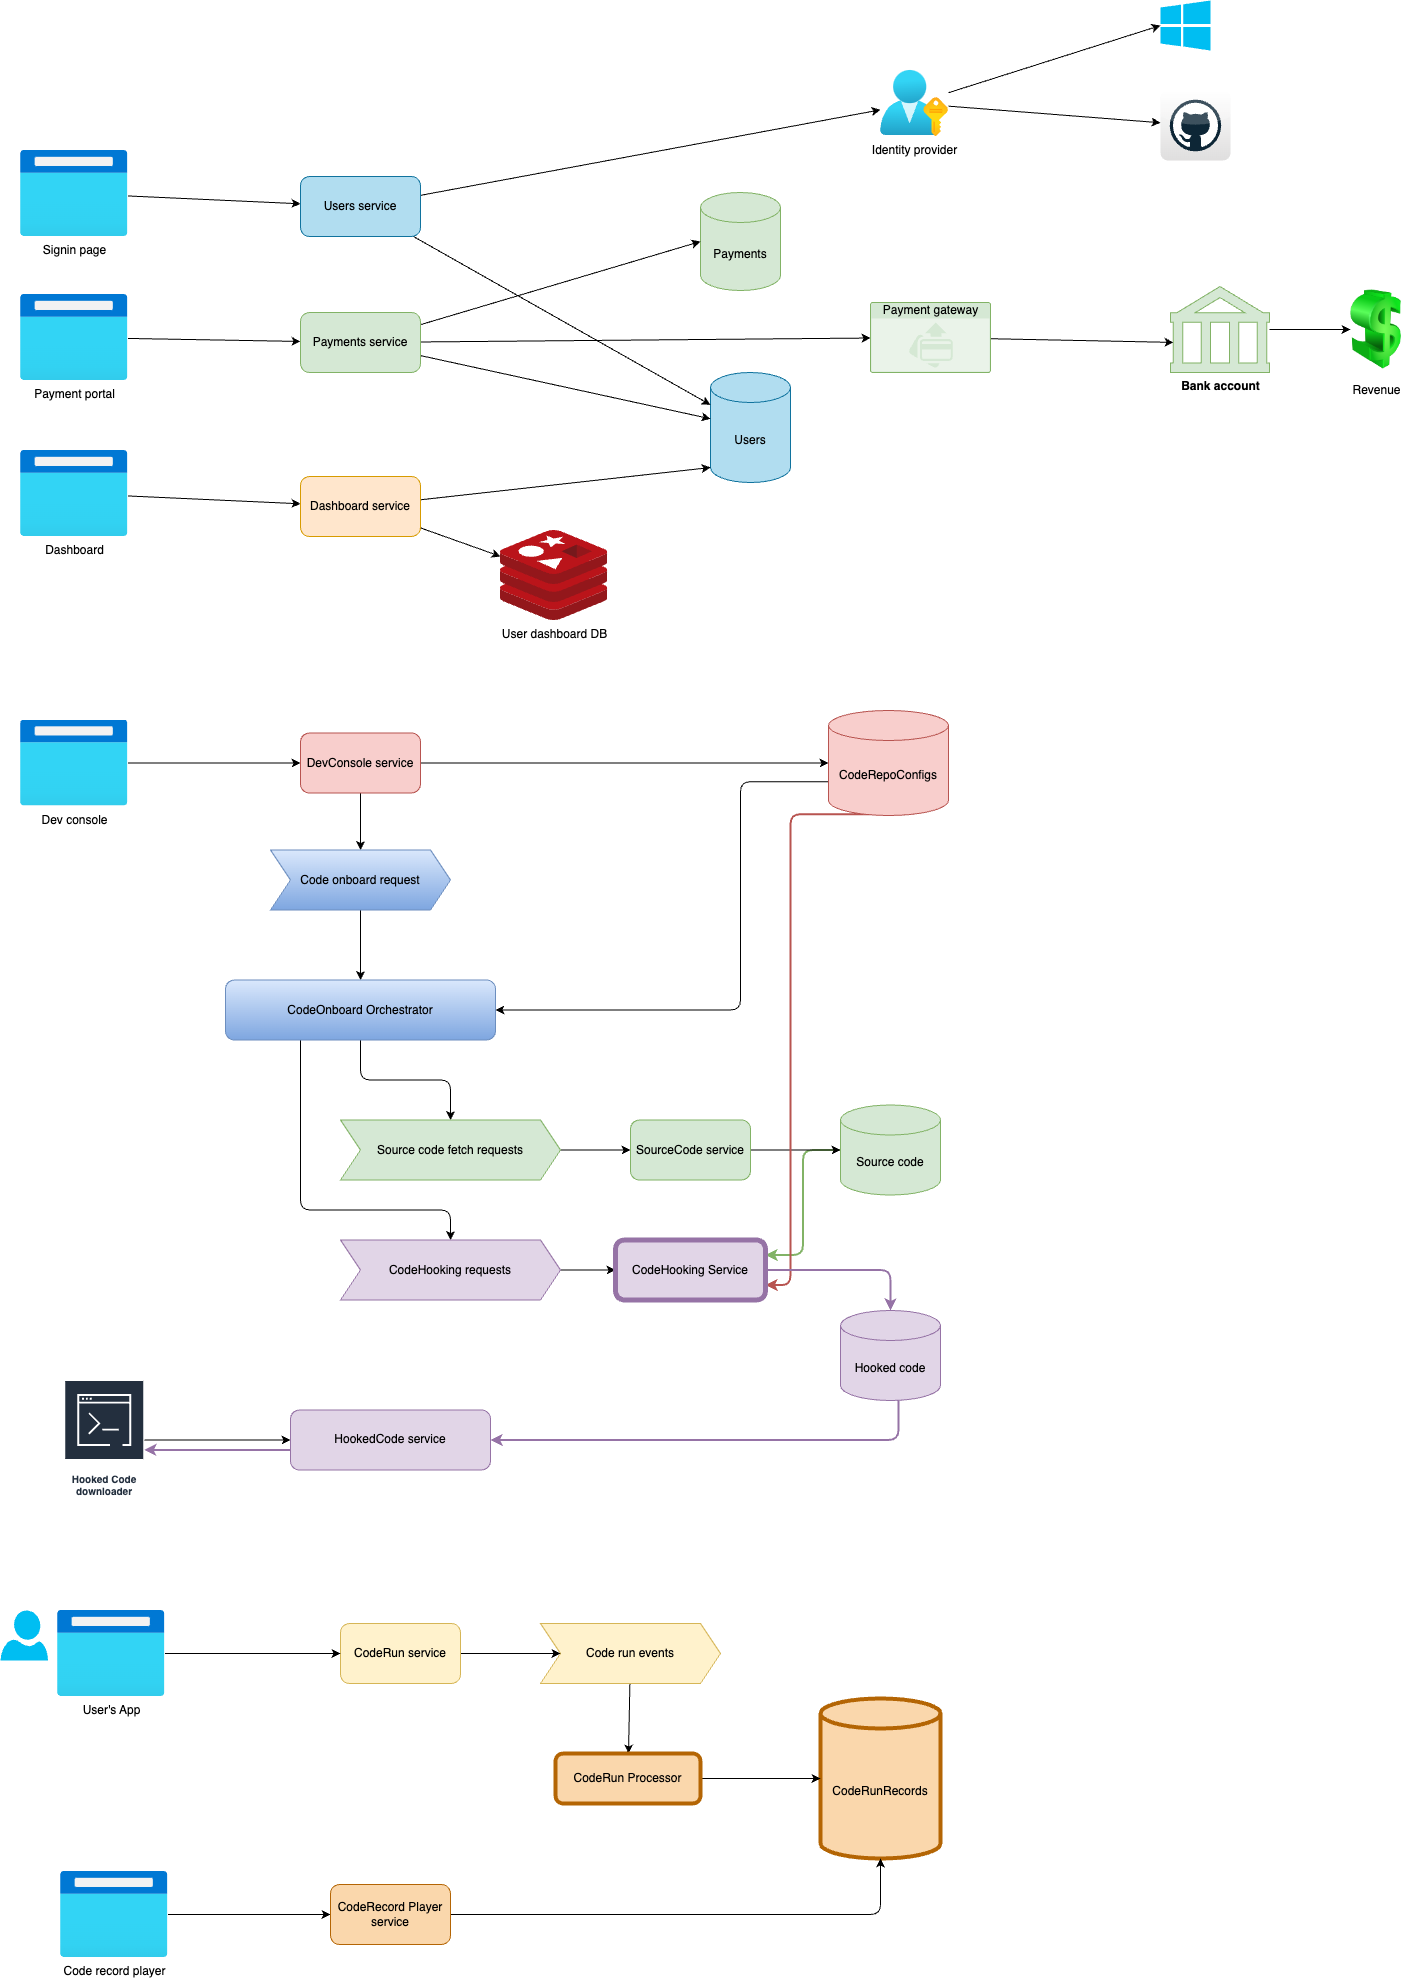 Identity provider
Signin page
Users service
Payments
Payment portal
Payments service
Payment gateway
Bank account
Revenue
Users
Dashboard
Dashboard service
User dashboard DB
Dev console
DevConsole service
CodeRepoConfigs
Code onboard request
CodeOnboard Orchestrator
Source code fetch requests
SourceCode service
Source code
CodeHooking requests
CodeHooking Service
Hooked code
HookedCode service
Hooked Code
downloader
User's App
CodeRun service
Code run events
CodeRun Processor
CodeRunRecords
Code record player
CodeRecord Player
service